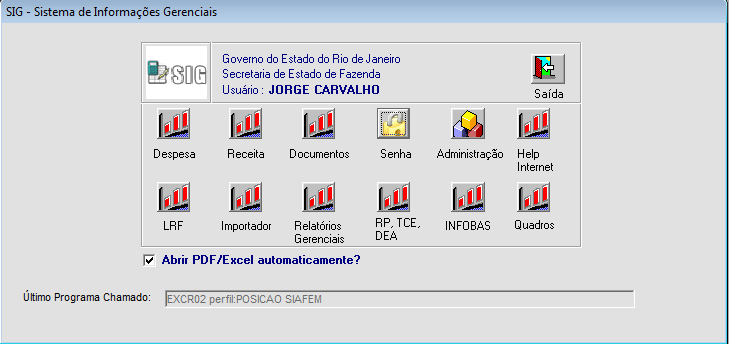 SIG - Sistema de Informações Gerenciais
SIG
Governo do Estado do Rio de Janeiro
Secretaria de Estado de Fazenda
Usuário : JORGE CARVALHO
Saída
Despesa
Receita
Documentos
Senha
Administração
Help
Internet
LRF
Importador
Relatórios
Gerenciais
RP, TCE,
DEA
INFOBAS
Quadros
Abrir PDF/Excel automaticamente?
Último Programa Chamado: EXCR02 perfil:POSICAO SIAFEM